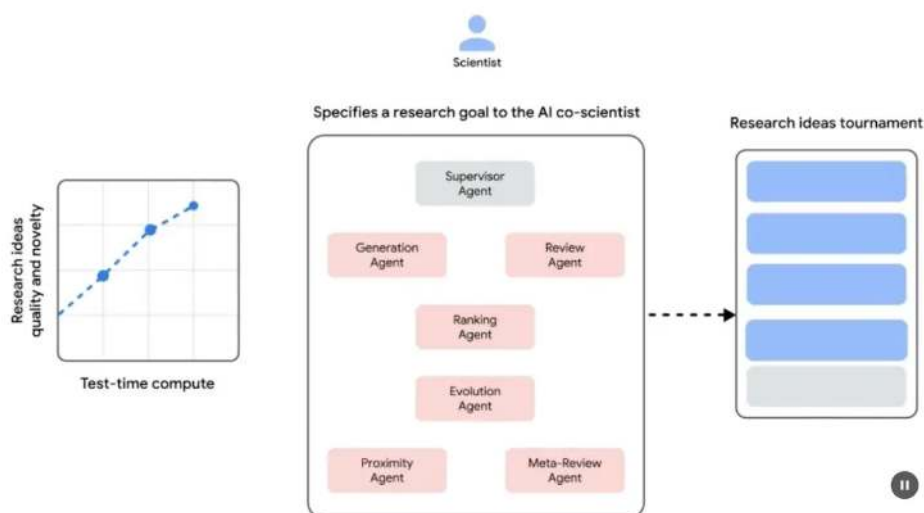 Scientist
Specifies a research goal to the AI co-scientist
Research ideas tournament
Supervisor
Agent
Generation
Agent
Review
Agent
Ranking
Agent
Evolution
Agent
Proximity
Agent
Meta-Review
Agent
Research ideas
quality and novelty
Test-time compute